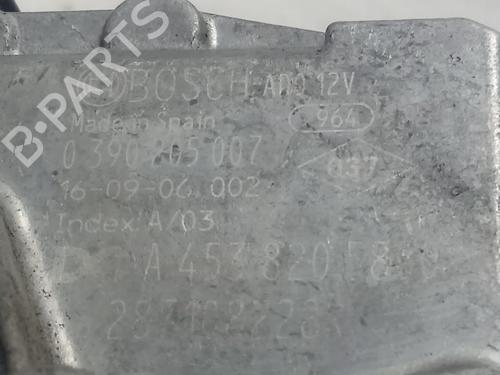 BOSCH ADO 12V
Made in Spain
964
0 390 205 007
037
16-09-06 002
Index A/03
A 453 820
B-PARTS